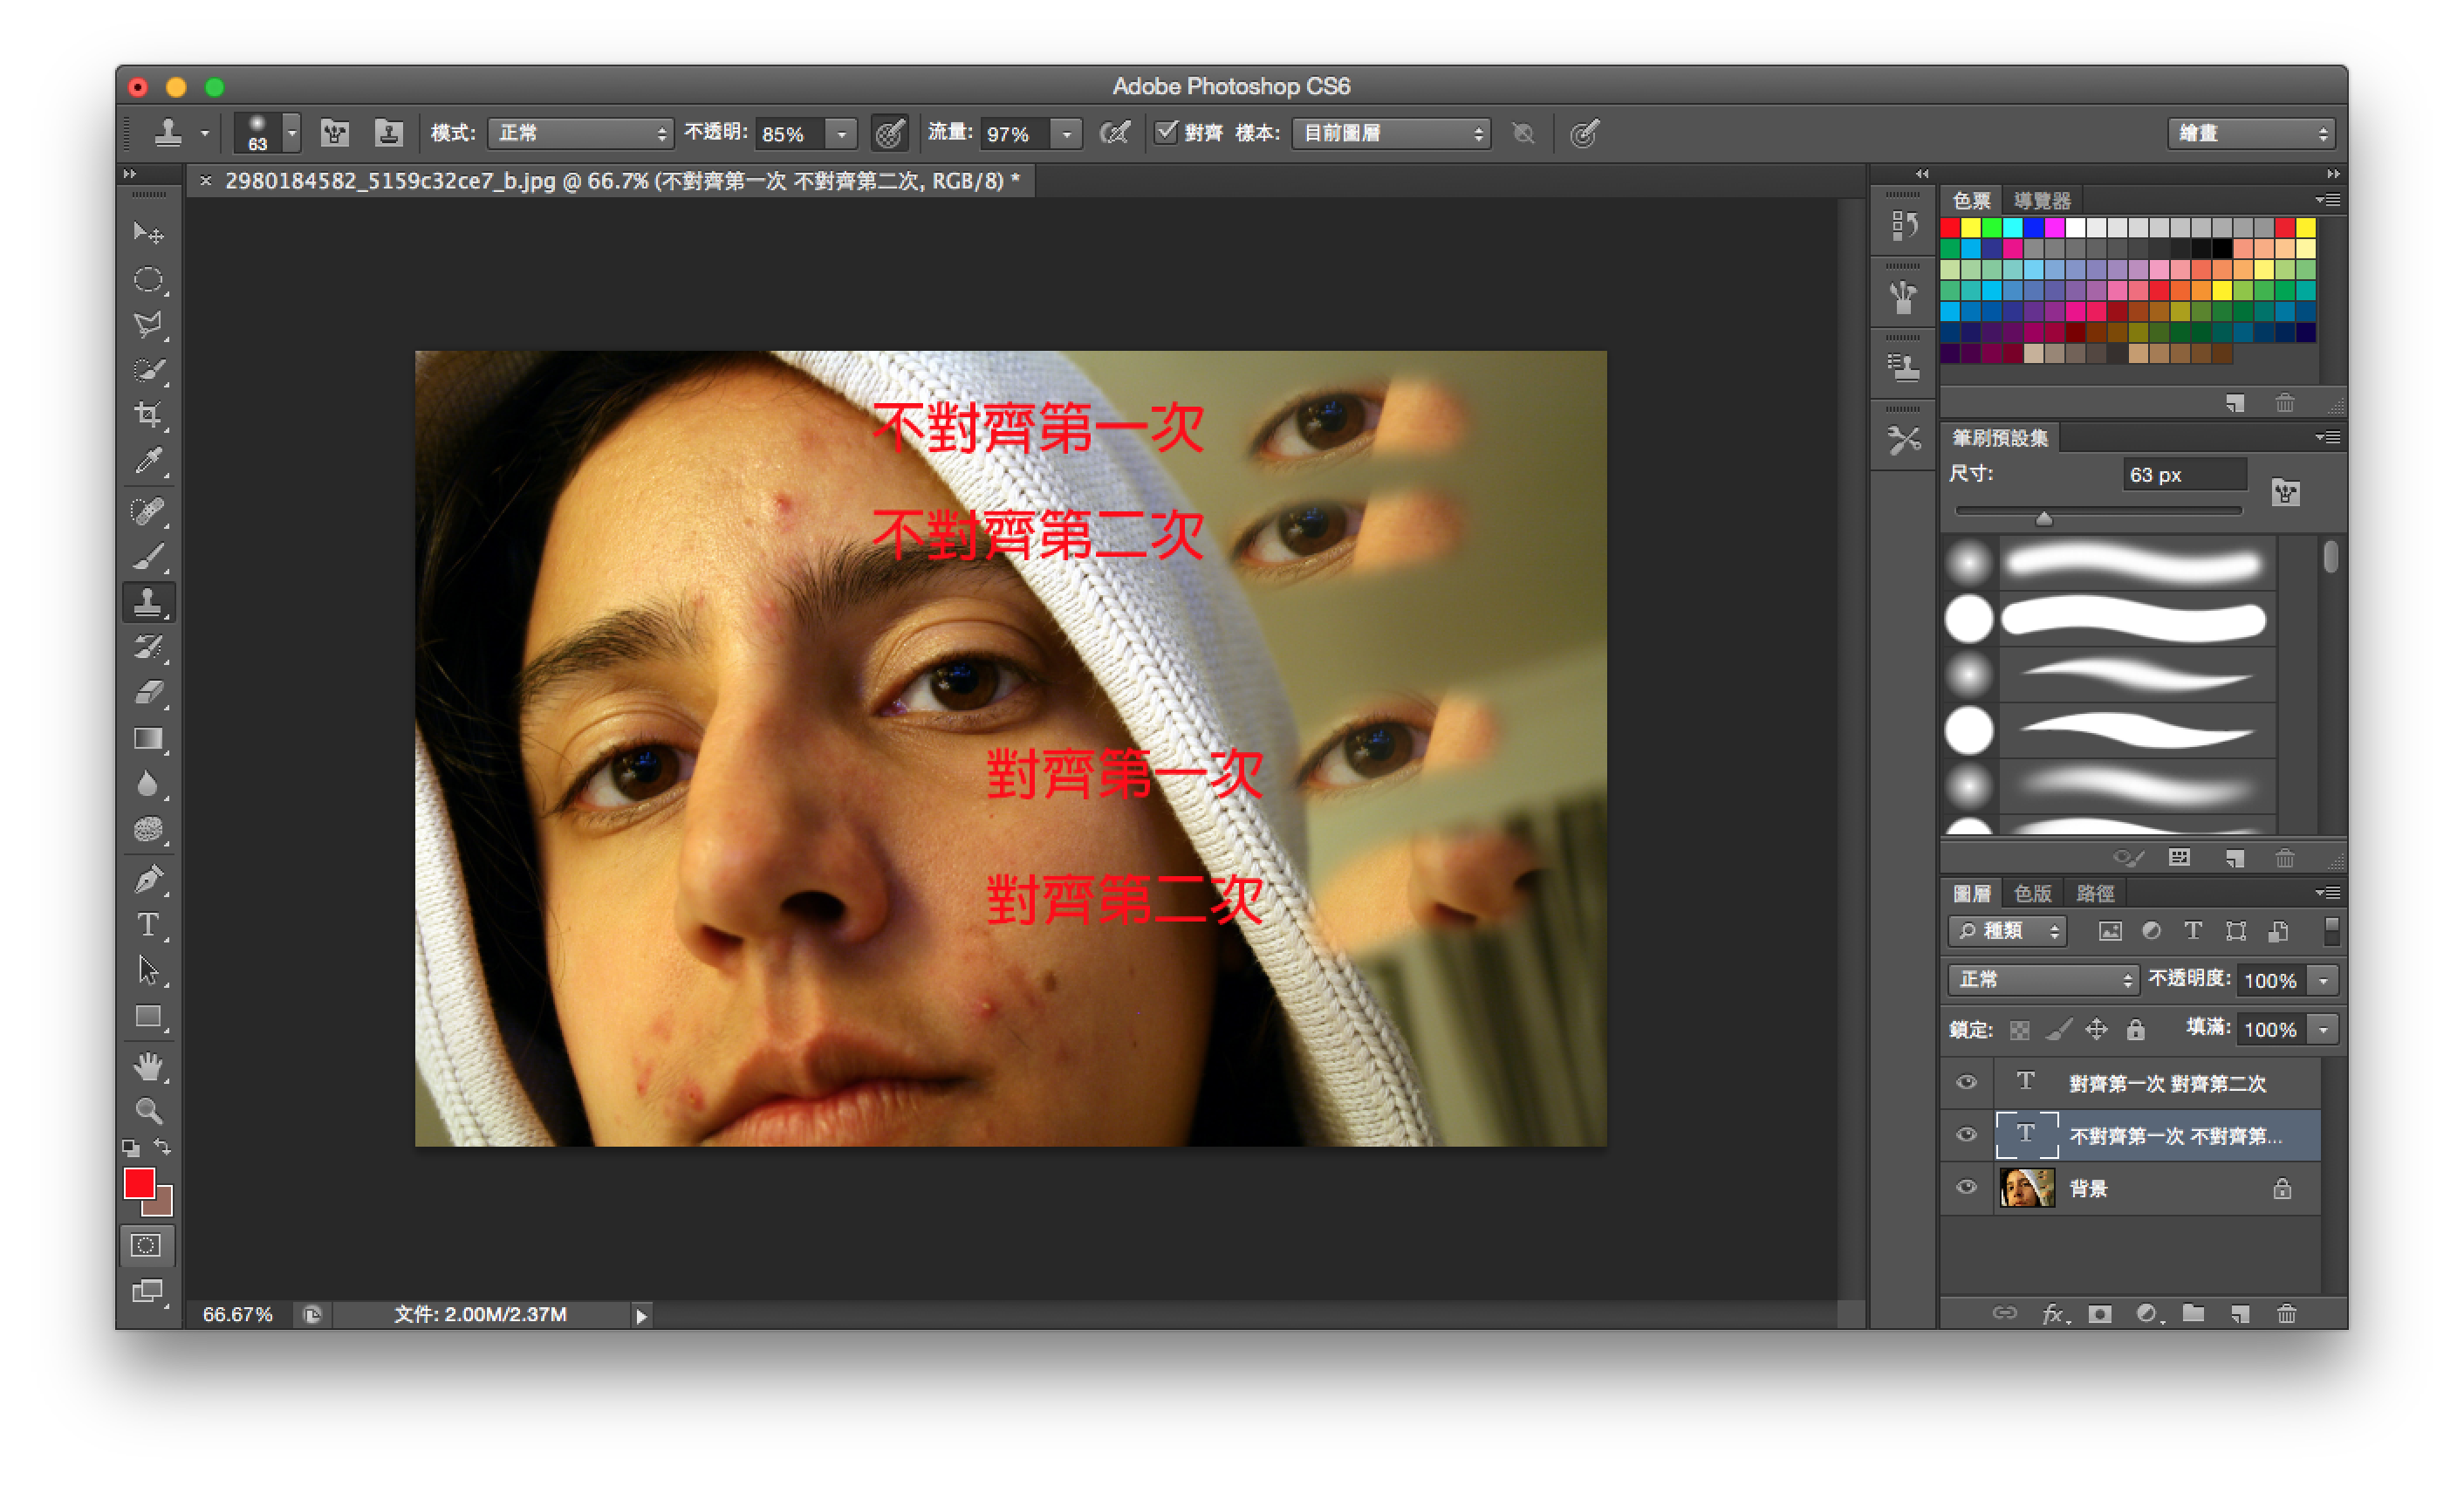 Adobe Photoshop CS6
63
模式: 正常 不透明: 85% 流量: 97% 對齊 樣本: 目前圖層 繪畫
× 2980184582_5159c32ce7_b.jpg @ 66.7% (不對齊第一次 不對齊第二次, RGB/8) *
不對齊第一次
不對齊第二次
對齊第一次
對齊第二次
66.67% 文件: 2.00M/2.37M
色票 導覽器
筆刷預設集
尺寸: 63 px
圖層 色版 路徑
種類
正常 不透明度: 100%
鎖定: 填滿: 100%
對齊第一次 對齊第二次
不對齊第一次 不對齊第...
背景